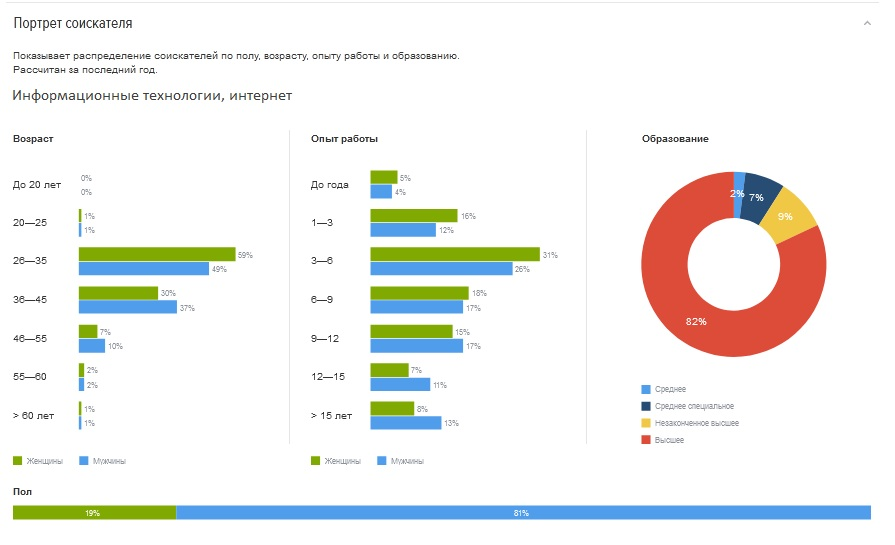 Портрет соискателя
Показывает распределение соискателей по полу, возрасту, опыту работы и образованию.
Рассчитан за последний год.
Информационные технологии, интернет
Возраст
До 20 лет
0%
0%
20—25
1%
1%
26—35
59%
49%
36—45
30%
37%
46—55
7%
10%
55—60
2%
2%
> 60 лет
1%
1%
Женщины
Мужчины
Опыт работы
До года
5%
4%
1—3
16%
12%
3—6
31%
26%
6—9
18%
17%
9—12
15%
17%
12—15
7%
11%
> 15 лет
8%
13%
Женщины
Мужчины
Образование
2%
7%
9%
82%
Среднее
Среднее специальное
Незаконченное высшее
Высшее
Пол
19%
81%